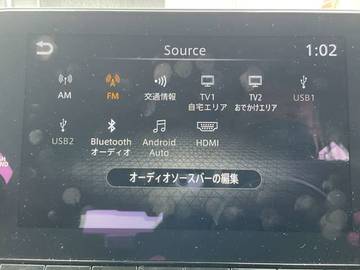 Source
1:02
AM
FM
交通情報
TV1
自宅エリア
TV2
おでかけエリア
USB1
USB2
Bluetooth
オーディオ
Android
Auto
HDMI
オーディオソースバーの編集